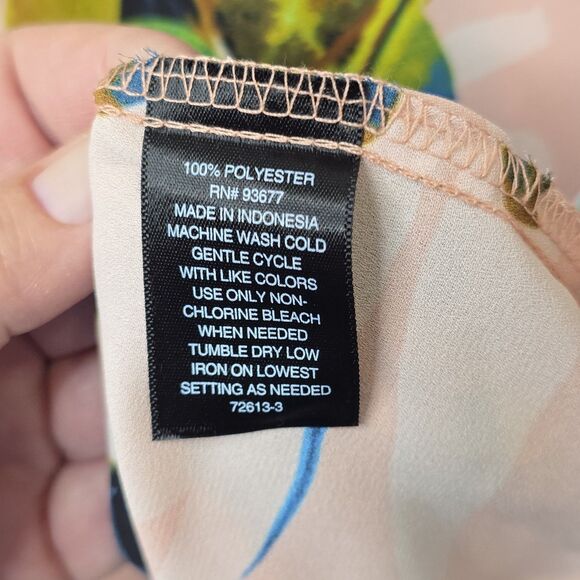 100% POLYESTER
RN# 93677
MADE IN INDONESIA
MACHINE WASH COLD
GENTLE CYCLE
WITH LIKE COLORS
USE ONLY NON-
CHLORINE BLEACH
WHEN NEEDED
TUMBLE DRY LOW
IRON ON LOWEST
SETTING AS NEEDED
72613-3